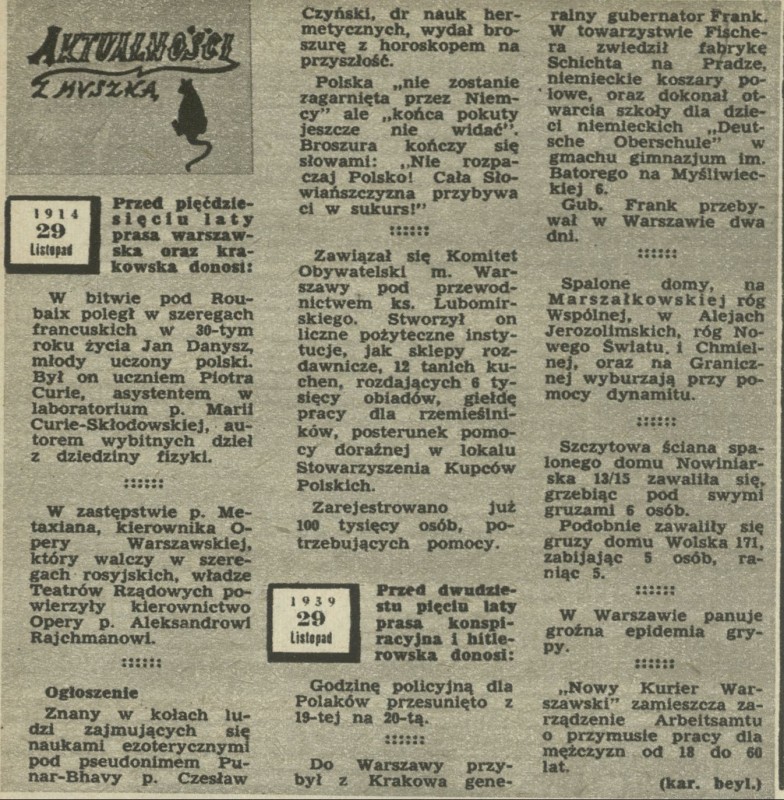 AKTUALNOŚCI
Z MYSZKĄ
1914
29
Listopad
Przed pięćdzie-
sięciu laty
prasa warszaw-
ska oraz kra-
kowska donosi:
W bitwie pod Rou-
baix poległ w szeregach
francuskich w 30-tym
roku życia Jan Danysz,
młody uczony polski.
Był on uczniem Piotra
Curie, asystentem w
laboratorium p. Marii
Curie-Skłodowskiej, au-
torem wybitnych dzieł
z dziedziny fizyki.
::::::
W zastępstwie p. Me-
taxiana, kierownika O-
pery Warszawskiej,
który walczy w szere-
gach rosyjskich, władze
Teatrów Rządowych po-
wierzyły kierownictwo
Opery p. Aleksandrowi
Rajchmanowi.
::::::
Ogłoszenie
Znany w kołach lu-
dzi zajmujących się
naukami ezoterycznymi
pod pseudonimem Pu-
nar-Bhavy p. Czesław
Czyński, dr nauk her-
metycznych, wydał bro-
szurę z horoskopem na
przyszłość.
Polska „nie zostanie
zagarnięta przez Niem-
cy” ale „końca pokuty
jeszcze nie widać”.
Broszura kończy się
słowami: „Nie rozpa-
czaj Polsko! Cała Sło-
wiańszczyzna przybywa
ci w sukurs!”
::::::
Zawiązał się Komitet
Obywatelski m. War-
szawy pod przewod-
nictwem ks. Lubomir-
skiego. Stworzył on
liczne pożyteczne insty-
tucje, jak sklepy roz-
dawnicze, 12 tanich ku-
chen, rozdających 6 ty-
sięcy obiadów, giełdę
pracy dla rzemieślni-
ków, posterunek pomo-
cy doraźnej w lokalu
Stowarzyszenia Kupców
Polskich.
Zarejestrowano już
100 tysięcy osób, po-
trzebujących pomocy.
1939
29
Listopad
Przed dwudzie-
stu pięciu laty
prasa konspi-
racyjna i hitle-
rowska donosi:
Godzinę policyjną dla
Polaków przesunięto z
19-tej na 20-tą.
::::::
Do Warszawy przy-
był z Krakowa gene-
ralny gubernator Frank.
W towarzystwie Fische-
ra zwiedził fabrykę
Schichta na Pradze,
niemieckie koszary po-
lowe, oraz dokonał ot-
warcia szkoły dla dzie-
ci niemieckich „Deut-
sche Oberschule” w
gmachu gimnazjum im.
Batorego na Myśliwiec-
kiej 6.
Gub. Frank przeby-
wał w Warszawie dwa
dni.
::::::
Spalone domy, na
Marszałkowskiej róg
Wspólnej, w Alejach
Jerozolimskich, róg No-
wego Światu i Chmiel-
nej, oraz na Granicz-
nej wyburzają przy po-
mocy dynamitu.
::::::
Szczytowa ściana spa-
lonego domu Nowiniar-
ska 13/15 zawaliła się,
grzebiąc pod swymi
gruzami 6 osób.
Podobnie zawaliły się
gruzy domu Wolska 171,
zabijając 5 osób, ra-
niąc 5.
::::::
W Warszawie panuje
groźna epidemia gry-
py.
::::::
„Nowy Kurier War-
szawski” zamieszcza za-
rządzenie Arbeitsamtu
o przymusie pracy dla
mężczyzn od 18 do 60
lat.
(kar. beyl.)